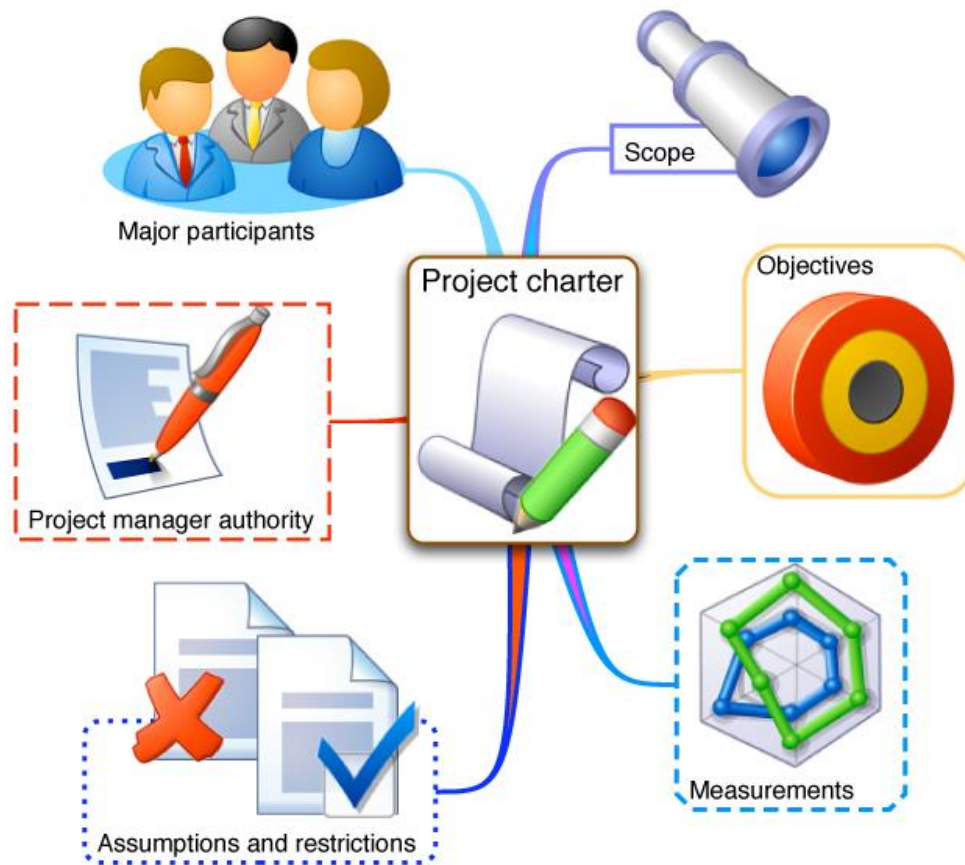 Major participants
Scope
Project charter
Objectives
Project manager authority
Measurements
Assumptions and restrictions